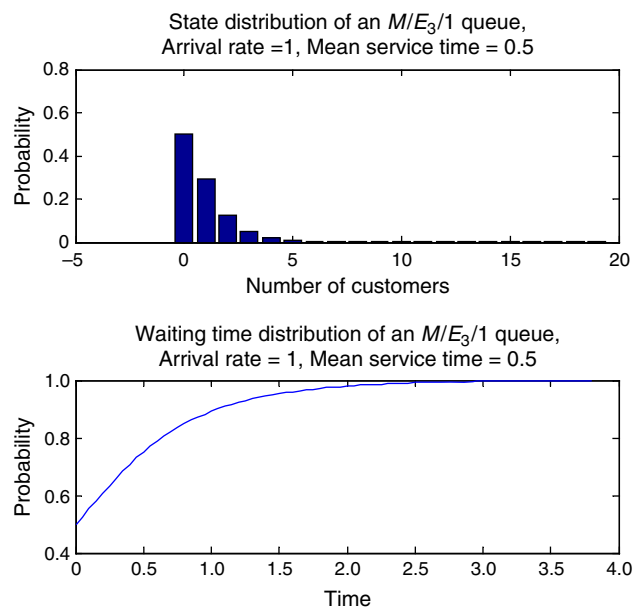 State distribution of an M/E₃/1 queue,
Arrival rate =1, Mean service time = 0.5
0.8
0.6
0.4
0.2
0
Probability
−5 0 5 10 15 20
Number of customers
Waiting time distribution of an M/E₃/1 queue,
Arrival rate = 1, Mean service time = 0.5
1.0
0.8
0.6
0.4
Probability
0 0.5 1.0 1.5 2.0 2.5 3.0 3.5 4.0
Time